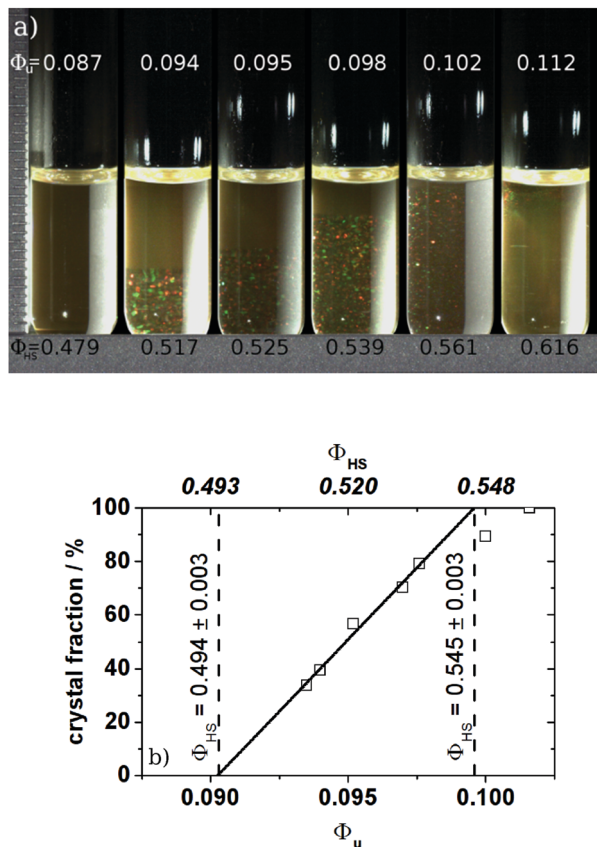 a)
Φu=0.087 0.094 0.095 0.098 0.102 0.112
ΦHS=0.479 0.517 0.525 0.539 0.561 0.616
ΦHS
0.493 0.520 0.548
100
80
60
40
20
0
crystal fraction / %
ΦHS = 0.494 ± 0.003
ΦHS = 0.545 ± 0.003
b)
0.090 0.095 0.100
Φu